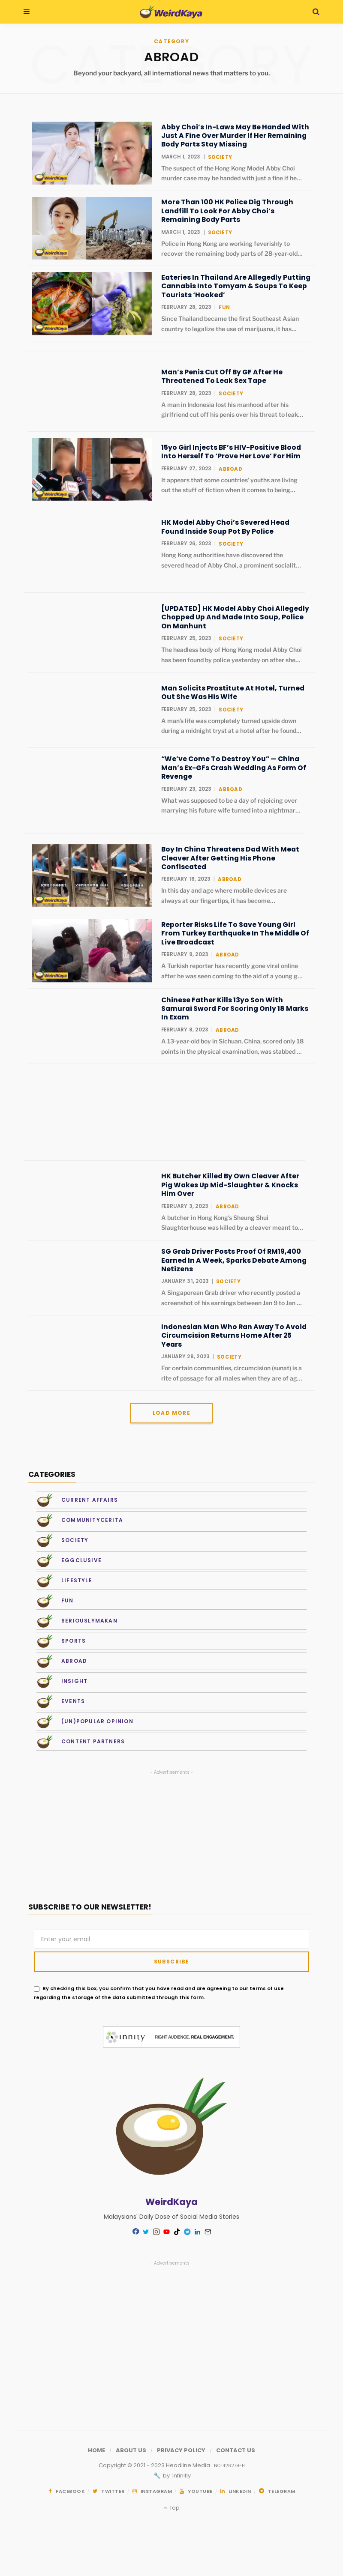 WeirdKaya
CATEGORY
CATEGORY
ABROAD
Beyond your backyard, all international news that matters to you.
Abby Choi's In-Laws May Be Handed With
Just A Fine Over Murder If Her Remaining
Body Parts Stay Missing
MARCH 1, 2023 | SOCIETY
The suspect of the Hong Kong Model Abby Choi
murder case may be handed with just a fine if he...
WeirdKaya
More Than 100 HK Police Dig Through
Landfill To Look For Abby Choi's
Remaining Body Parts
MARCH 1, 2023 | SOCIETY
Police in Hong Kong are working feverishly to
recover the remaining body parts of 28-year-old...
WeirdKaya
Eateries In Thailand Are Allegedly Putting
Cannabis Into Tomyam & Soups To Keep
Tourists 'Hooked'
FEBRUARY 28, 2023 | FUN
Since Thailand became the first Southeast Asian
country to legalize the use of marijuana, it has...
WeirdKaya
Man's Penis Cut Off By GF After He
Threatened To Leak Sex Tape
FEBRUARY 28, 2023 | SOCIETY
A man in Indonesia lost his manhood after his
girlfriend cut off his penis over his threat to leak...
15yo Girl Injects BF's HIV-Positive Blood
Into Herself To 'Prove Her Love' For Him
FEBRUARY 27, 2023 | ABROAD
It appears that some countries' youths are living
out the stuff of fiction when it comes to being...
WeirdKaya
HK Model Abby Choi's Severed Head
Found Inside Soup Pot By Police
FEBRUARY 26, 2023 | SOCIETY
Hong Kong authorities have discovered the
severed head of Abby Choi, a prominent socialit...
[UPDATED] HK Model Abby Choi Allegedly
Chopped Up And Made Into Soup, Police
On Manhunt
FEBRUARY 25, 2023 | SOCIETY
The headless body of Hong Kong model Abby Choi
has been found by police yesterday on after she...
Man Solicits Prostitute At Hotel, Turned
Out She Was His Wife
FEBRUARY 25, 2023 | SOCIETY
A man's life was completely turned upside down
during a midnight tryst at a hotel after he found...
"We've Come To Destroy You" — China
Man's Ex-GFs Crash Wedding As Form Of
Revenge
FEBRUARY 23, 2023 | ABROAD
What was supposed to be a day of rejoicing over
marrying his future wife turned into a nightmar...
Boy In China Threatens Dad With Meat
Cleaver After Getting His Phone
Confiscated
FEBRUARY 16, 2023 | ABROAD
In this day and age where mobile devices are
always at our fingertips, it has become...
WeirdKaya
Reporter Risks Life To Save Young Girl
From Turkey Earthquake In The Middle Of
Live Broadcast
FEBRUARY 9, 2023 | ABROAD
A Turkish reporter has recently gone viral online
after he was seen coming to the aid of a young g...
WeirdKaya
Chinese Father Kills 13yo Son With
Samurai Sword For Scoring Only 18 Marks
In Exam
FEBRUARY 8, 2023 | ABROAD
A 13-year-old boy in Sichuan, China, scored only 18
points in the physical examination, was stabbed ...
HK Butcher Killed By Own Cleaver After
Pig Wakes Up Mid-Slaughter & Knocks
Him Over
FEBRUARY 3, 2023 | ABROAD
A butcher in Hong Kong's Sheung Shui
Slaughterhouse was killed by a cleaver meant to...
SG Grab Driver Posts Proof Of RM19,400
Earned In A Week, Sparks Debate Among
Netizens
JANUARY 31, 2023 | SOCIETY
A Singaporean Grab driver who recently posted a
screenshot of his earnings between Jan 9 to Jan ...
Indonesian Man Who Ran Away To Avoid
Circumcision Returns Home After 25
Years
JANUARY 28, 2023 | SOCIETY
For certain communities, circumcision (sunat) is a
rite of passage for all males when they are of ag...
LOAD MORE
CATEGORIES
CURRENT AFFAIRS
COMMUNITYCERITA
SOCIETY
EGGCLUSIVE
LIFESTYLE
FUN
SERIOUSLYMAKAN
SPORTS
ABROAD
INSIGHT
EVENTS
(UN)POPULAR OPINION
CONTENT PARTNERS
- Advertisements -
SUBSCRIBE TO OUR NEWSLETTER!
Enter your email
SUBSCRIBE
By checking this box, you confirm that you have read and are agreeing to our terms of use
regarding the storage of the data submitted through this form.
innity RIGHT AUDIENCE. REAL ENGAGEMENT.
WeirdKaya
Malaysians' Daily Dose of Social Media Stories
- Advertisements -
HOME / ABOUT US / PRIVACY POLICY / CONTACT US
Copyright © 2021 - 2023 Headline Media
by Infinity
FACEBOOK TWITTER INSTAGRAM YOUTUBE LINKEDIN TELEGRAM
Top